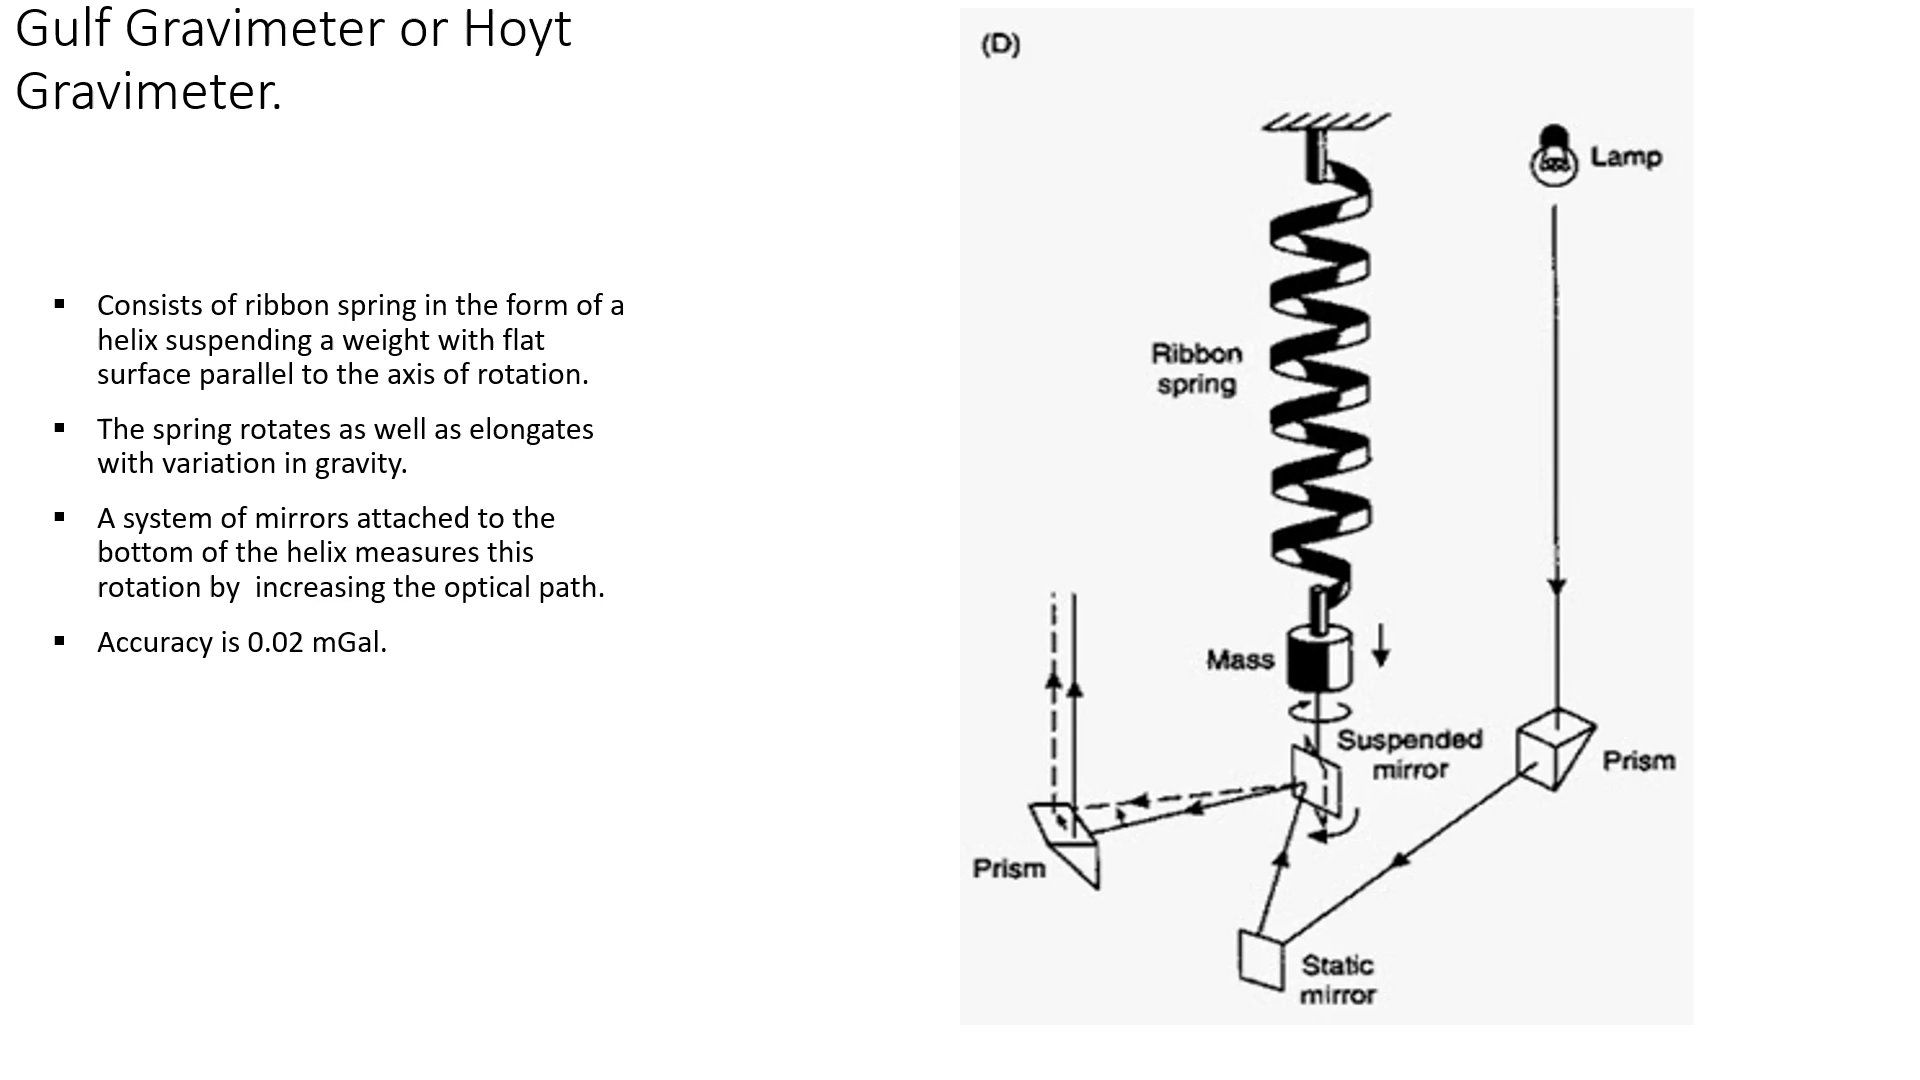 Gulf Gravimeter or Hoyt
Gravimeter.
▪ Consists of ribbon spring in the form of a
helix suspending a weight with flat
surface parallel to the axis of rotation.
▪ The spring rotates as well as elongates
with variation in gravity.
▪ A system of mirrors attached to the
bottom of the helix measures this
rotation by  increasing the optical path.
▪ Accuracy is 0.02 mGal.
(D)
Lamp
Ribbon
spring
Mass
Suspended
mirror
Prism
Prism
Static
mirror